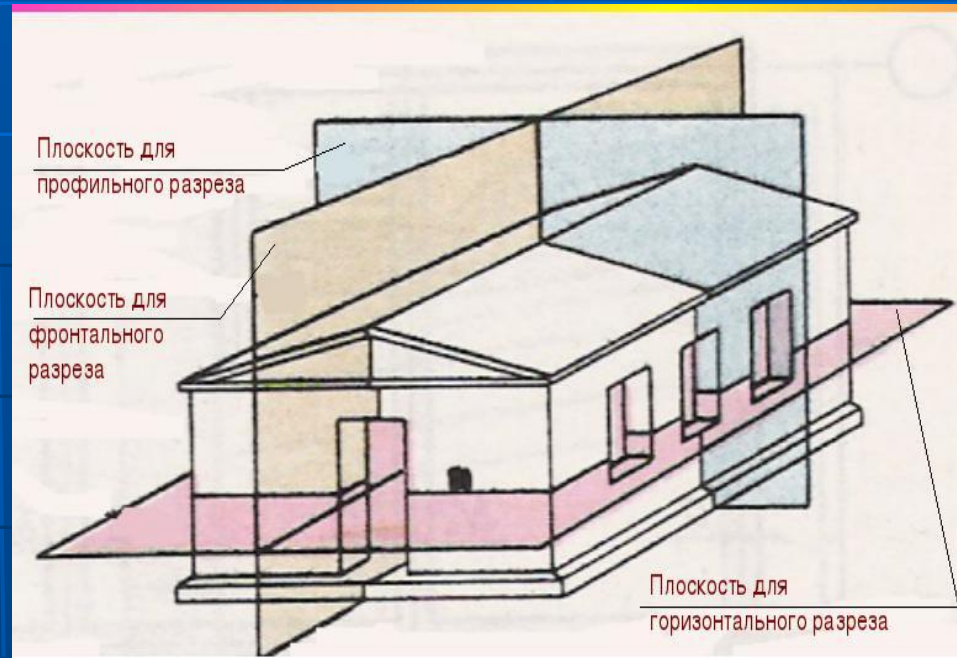 Плоскость для
профильного разреза
Плоскость для
фронтального
разреза
Плоскость для
горизонтального разреза